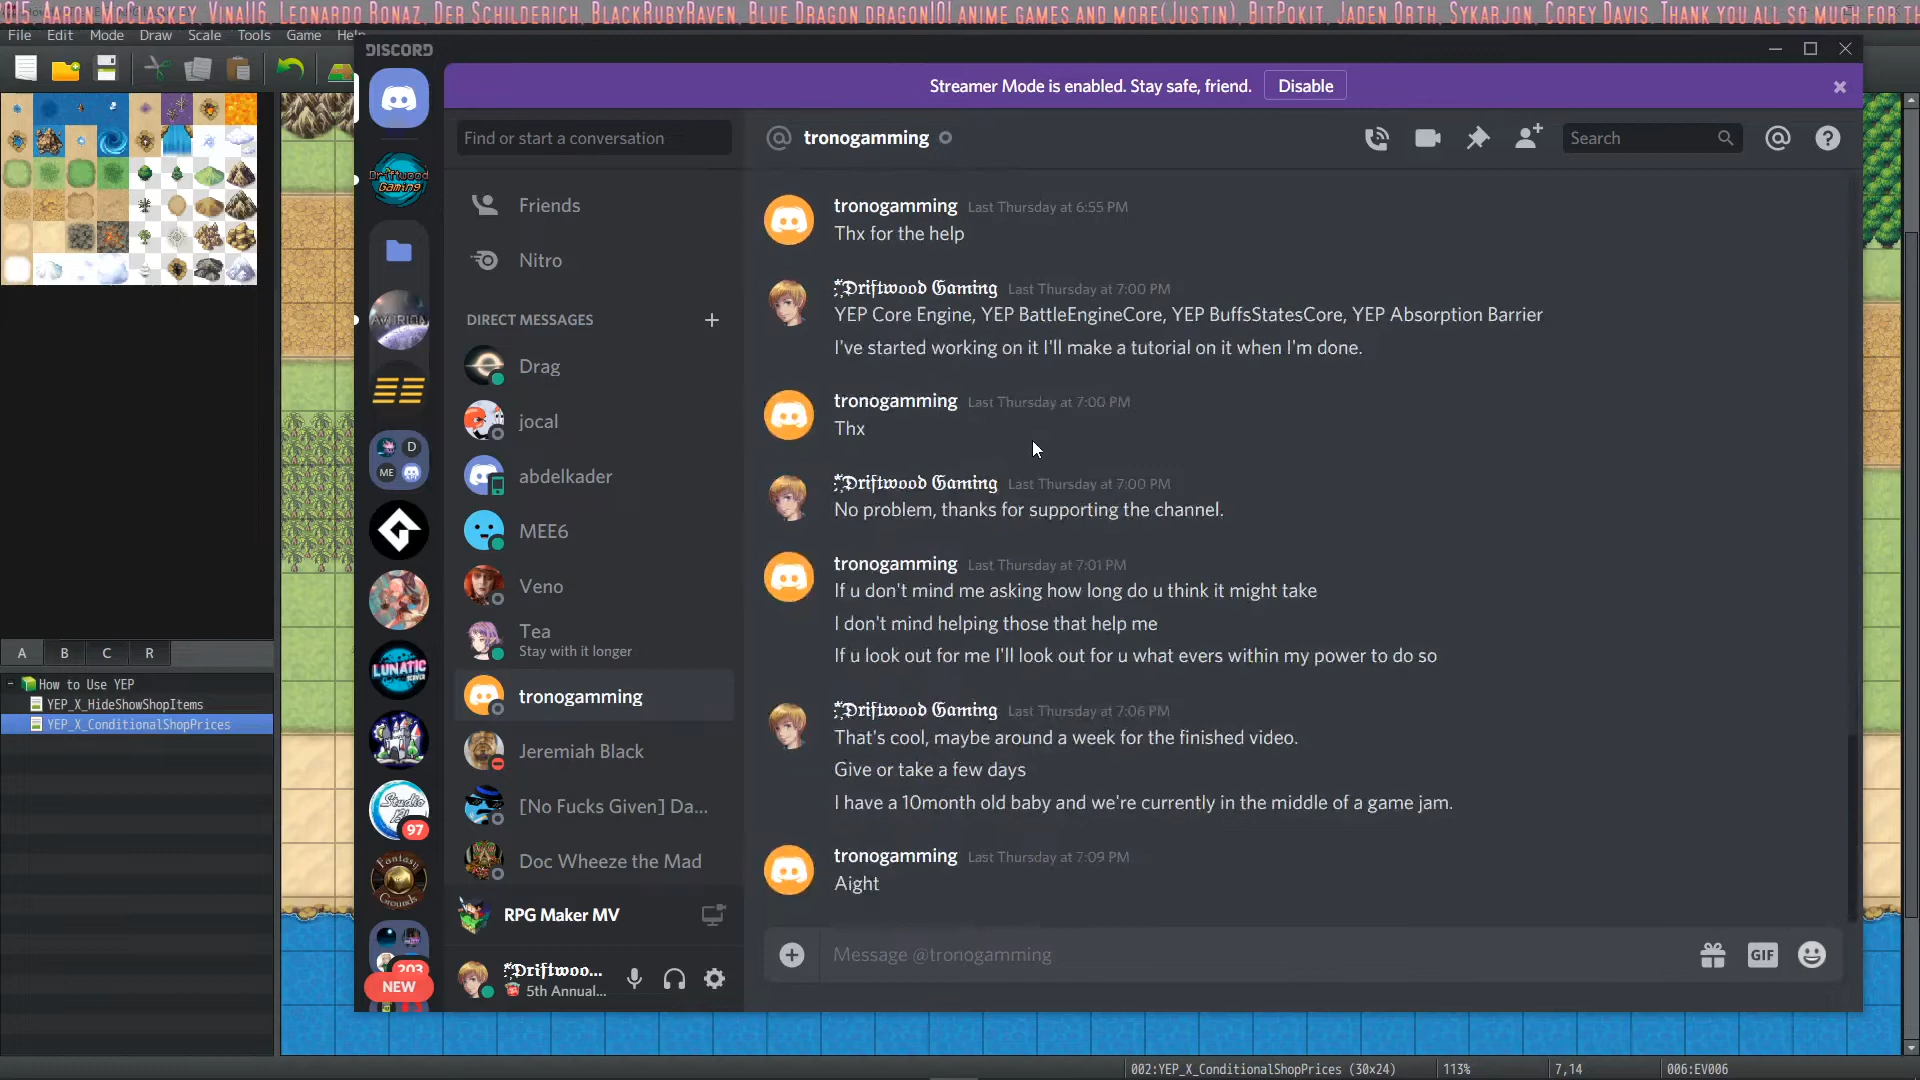 Aaron McClaskey, Vina116, Leonardo Bonaz, Der Schilderich, BlackRubyRaven, Blue Dragon dragon101 anime games and more(Justin), BitPokit, Jaden Orth, Sykarjon, Corey Davis, Thank you all so much for
File Edit Mode Draw Scale Tools Game Help
DISCORD
Streamer Mode is enabled. Stay safe, friend. Disable
Find or start a conversation
tronogamming
Search
Friends
Nitro
DIRECT MESSAGES
Drag
jocal
abdelkader
MEE6
Veno
Tea
Stay with it longer
tronogamming
Jeremiah Black
[No Fucks Given] Da...
Doc Wheeze the Mad
RPG Maker MV
Driftwoo...
5th Annual...
Driftwood Gaming
AVORION
D
ME
LUNATIC
97
Fantasy Grounds
203
NEW
tronogamming Last Thursday at 6:55 PM
Thx for the help
Driftwood Gaming Last Thursday at 7:00 PM
YEP Core Engine, YEP BattleEngineCore, YEP BuffsStatesCore, YEP Absorption Barrier
I've started working on it I'll make a tutorial on it when I'm done.
tronogamming Last Thursday at 7:00 PM
Thx
Driftwood Gaming Last Thursday at 7:00 PM
No problem, thanks for supporting the channel.
tronogamming Last Thursday at 7:01 PM
If u don't mind me asking how long do u think it might take
I don't mind helping those that help me
If u look out for me I'll look out for u what evers within my power to do so
Driftwood Gaming Last Thursday at 7:06 PM
That's cool, maybe around a week for the finished video.
Give or take a few days
I have a 10month old baby and we're currently in the middle of a game jam.
tronogamming Last Thursday at 7:09 PM
Aight
Message @tronogamming
GIF
A B C R
How to Use YEP
YEP_X_HideShowShopItems
YEP_X_ConditionalShopPrices
002:YEP_X_ConditionalShopPrices (30x24) 113% 7,14 006:EV006